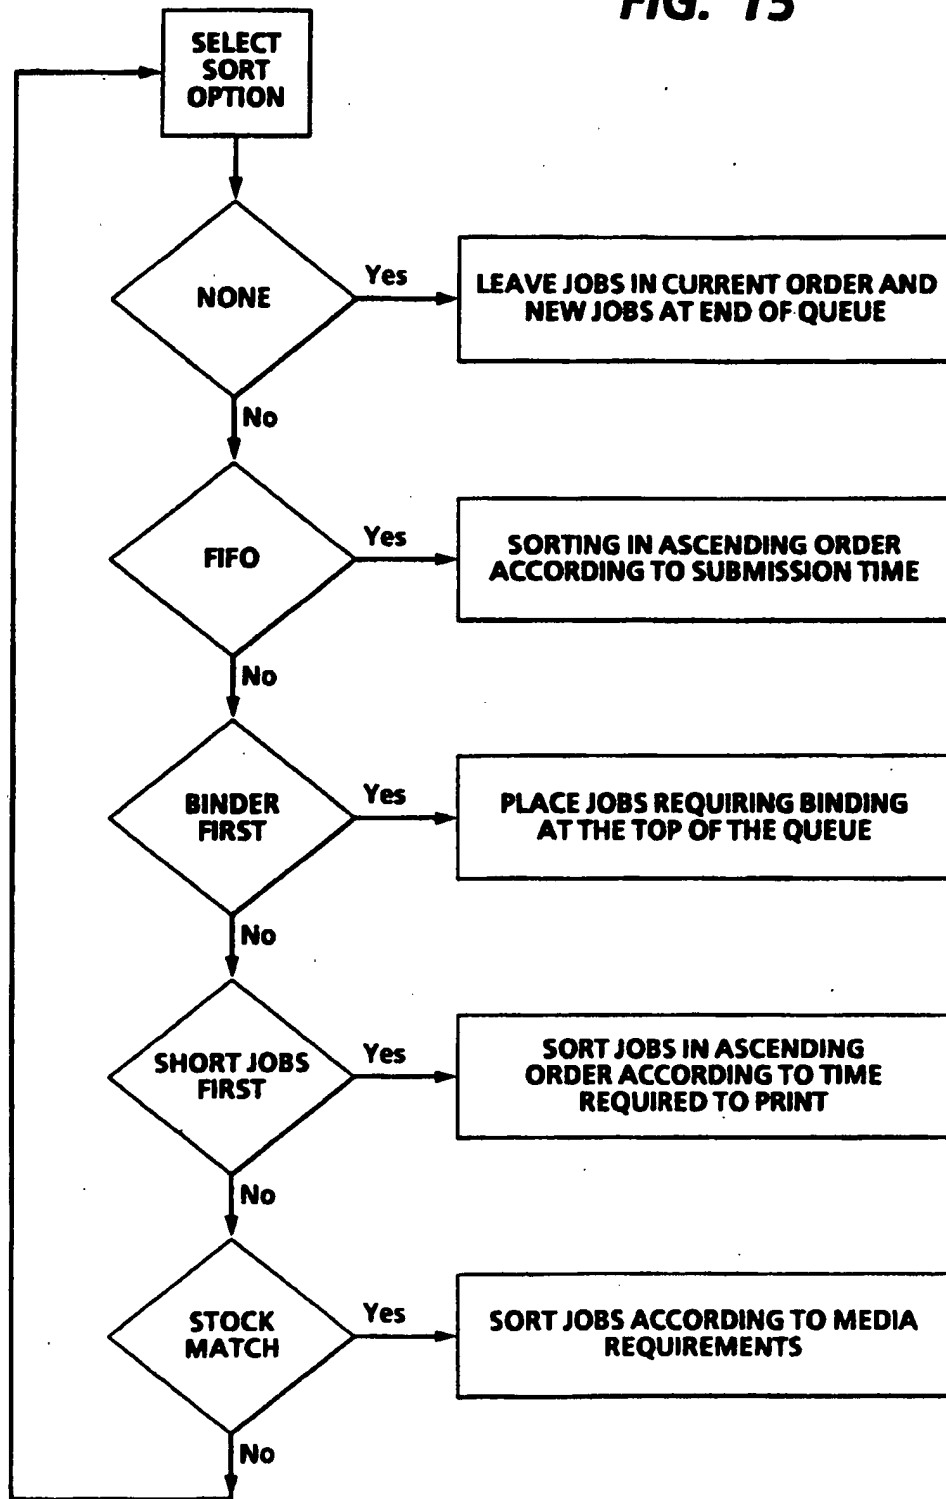 FIG. 15
SELECT
SORT
OPTION
NONE
Yes
LEAVE JOBS IN CURRENT ORDER AND
NEW JOBS AT END OF QUEUE
No
FIFO
Yes
SORTING IN ASCENDING ORDER
ACCORDING TO SUBMISSION TIME
No
BINDER
FIRST
Yes
PLACE JOBS REQUIRING BINDING
AT THE TOP OF THE QUEUE
No
SHORT JOBS
FIRST
Yes
SORT JOBS IN ASCENDING
ORDER ACCORDING TO TIME
REQUIRED TO PRINT
No
STOCK
MATCH
Yes
SORT JOBS ACCORDING TO MEDIA
REQUIREMENTS
No